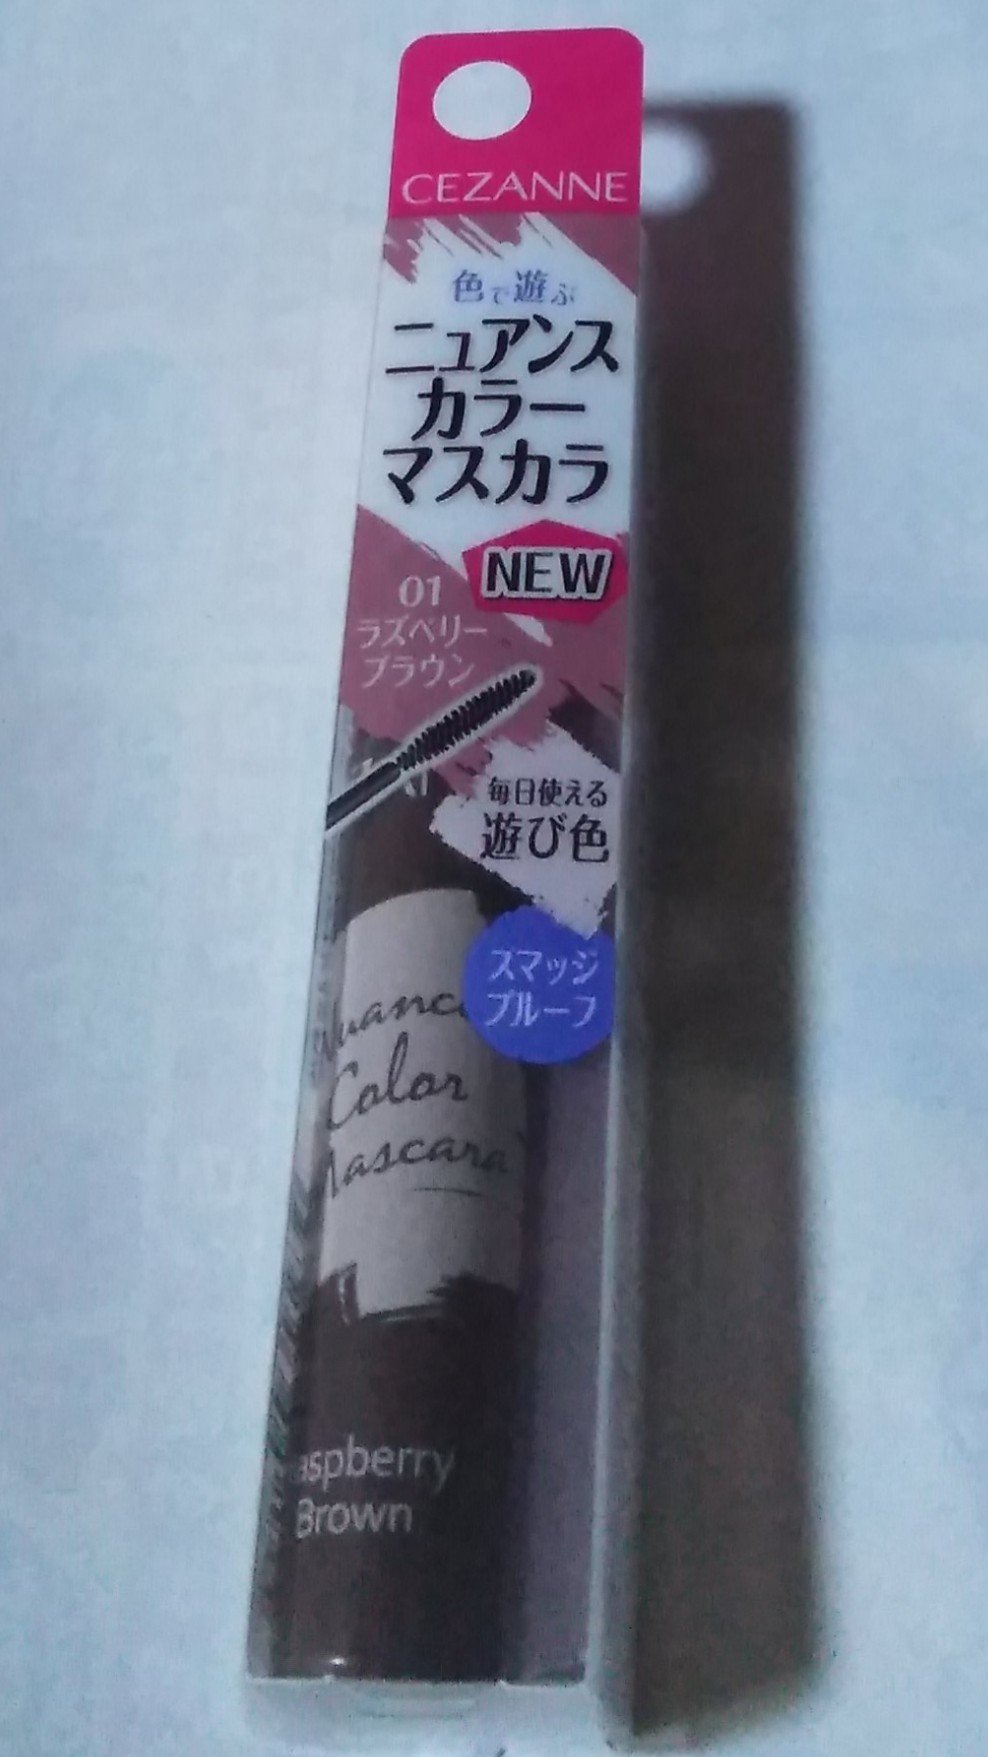 CEZANNE
色で遊ぶ
ニュアンス
カラー
マスカラ
NEW
01
ラズベリー
ブラウン
毎日使える
遊び色
スマッジ
プルーフ
Color
Brown